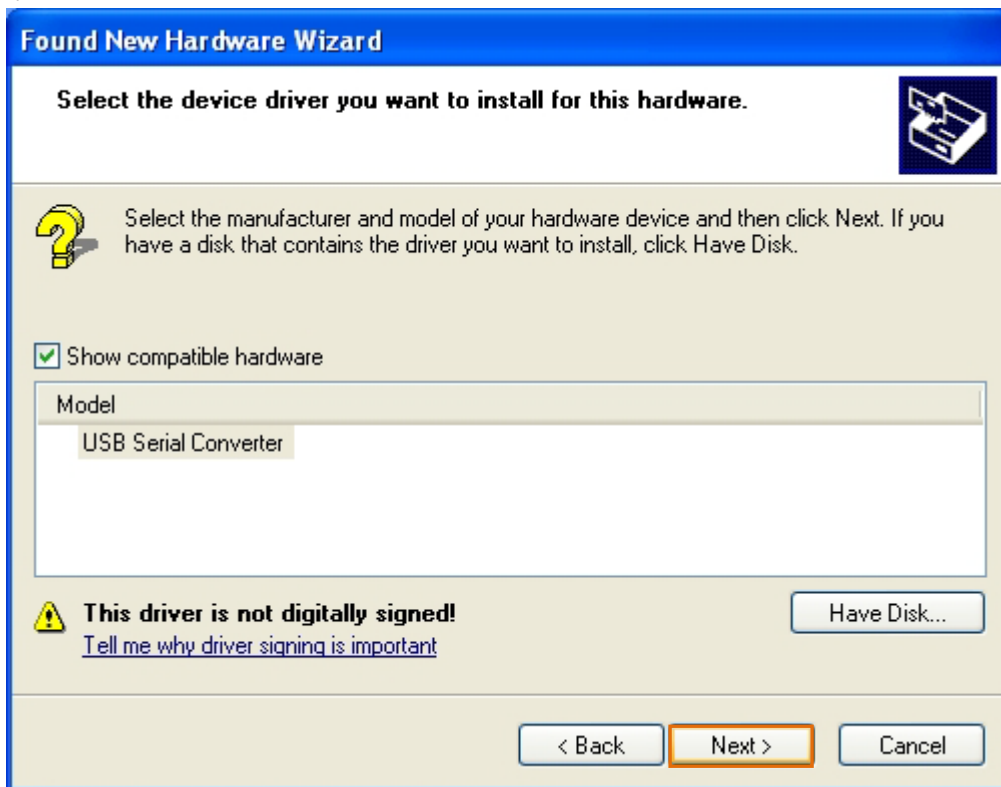 Found New Hardware Wizard
Select the device driver you want to install for this hardware.
Select the manufacturer and model of your hardware device and then click Next. If you
have a disk that contains the driver you want to install, click Have Disk.
Show compatible hardware
Model
USB Serial Converter
This driver is not digitally signed!
Have Disk...
Tell me why driver signing is important
< Back
Next >
Cancel